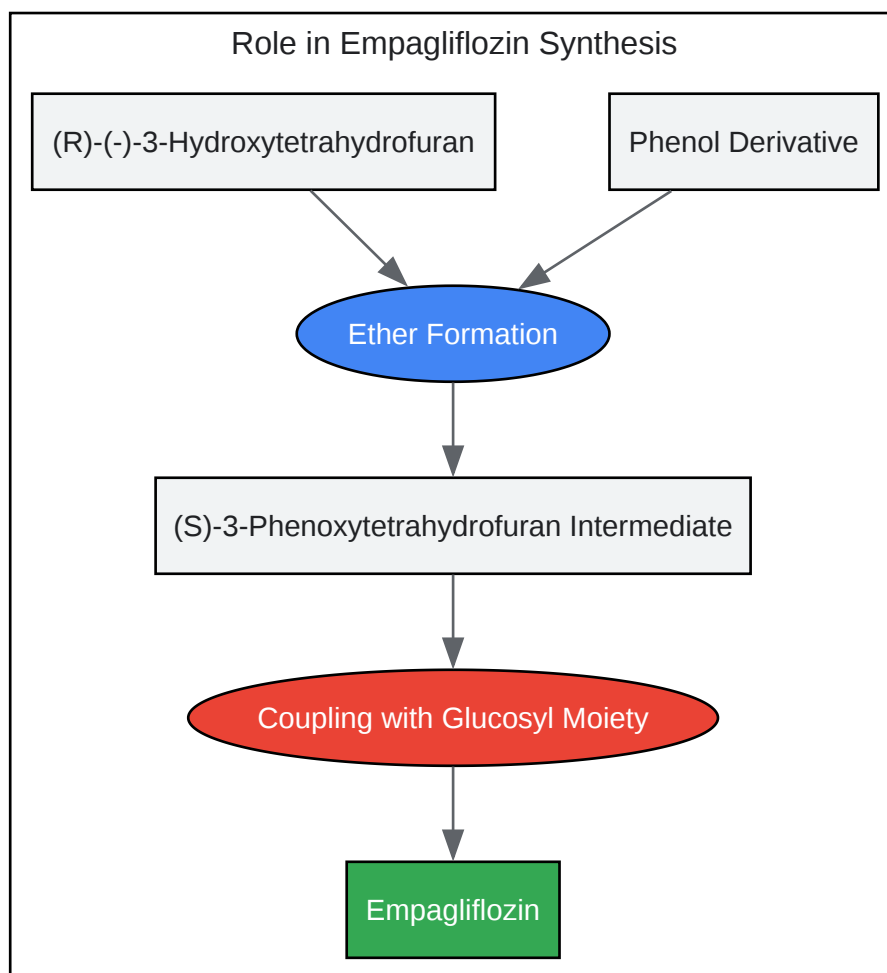 Role in Empagliflozin Synthesis
(R)-(-)-3-Hydroxytetrahydrofuran
Phenol Derivative
Ether Formation
(S)-3-Phenoxytetrahydrofuran Intermediate
Coupling with Glucosyl Moiety
Empagliflozin